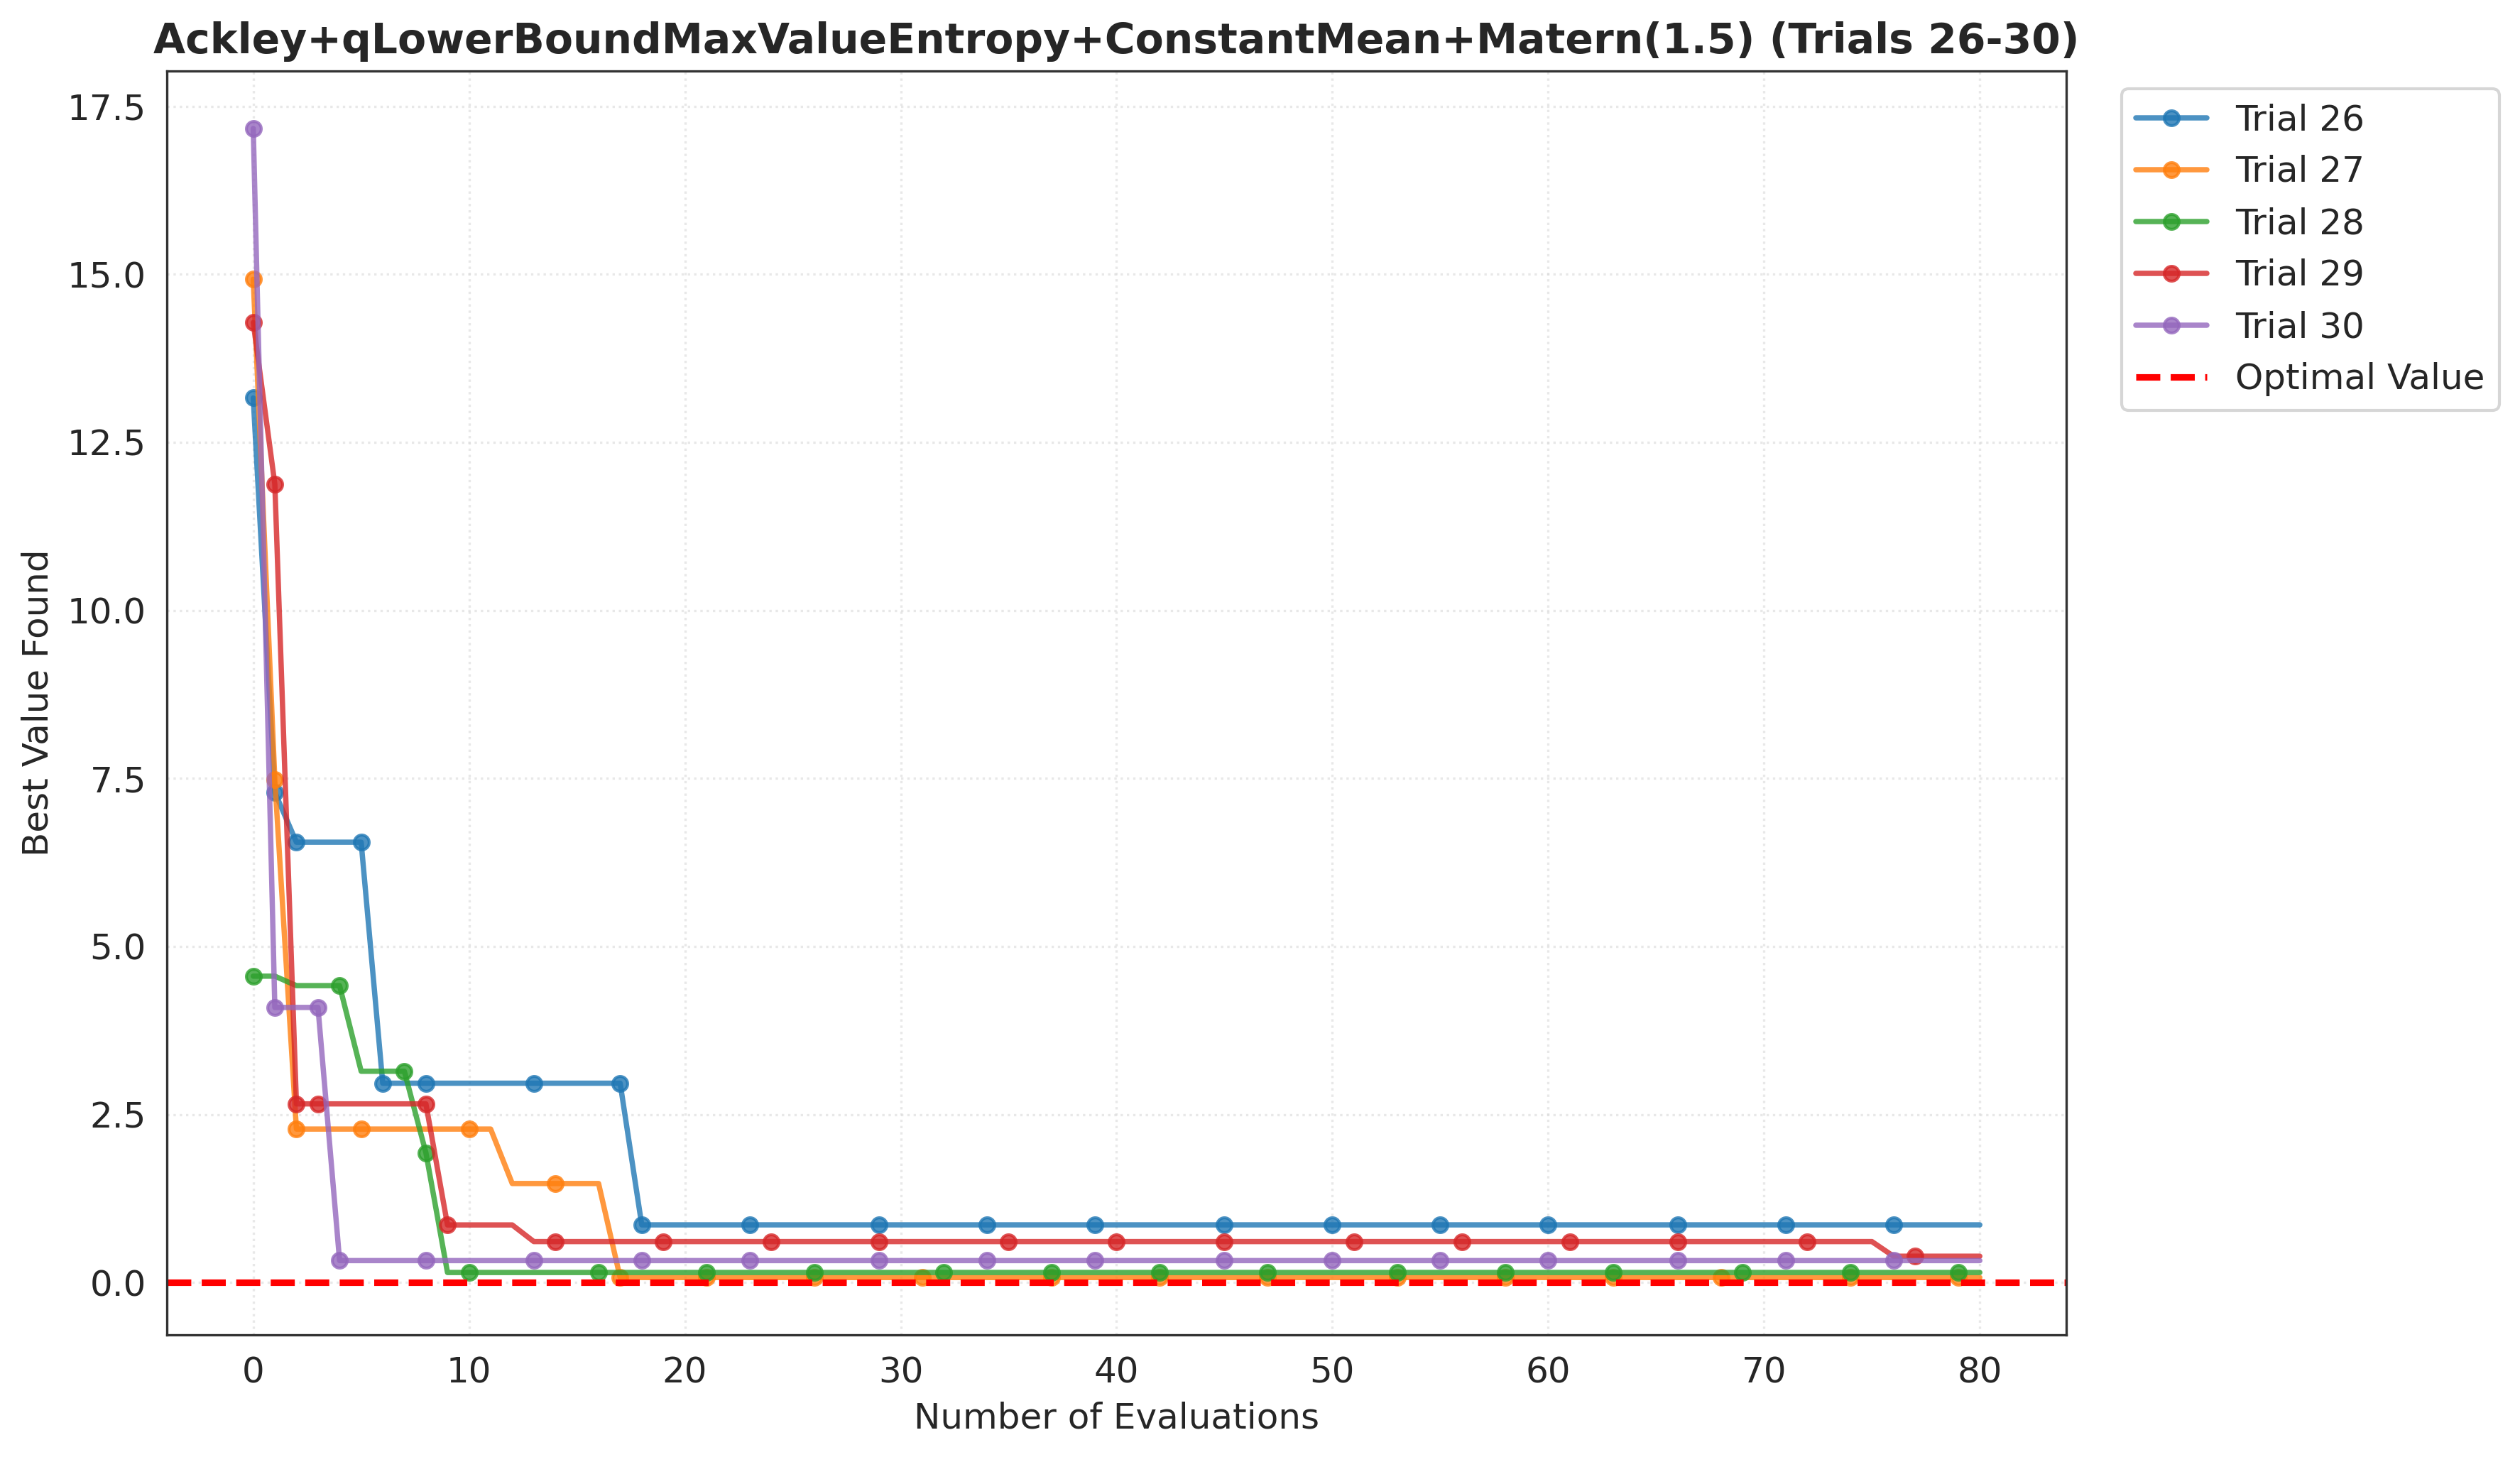 Ackley+qLowerBoundMaxValueEntropy+ConstantMean+Matern(1.5) (Trials 26-30)
Best Value Found
17.5
15.0
12.5
10.0
7.5
5.0
2.5
0.0
0 10 20 30 40 50 60 70 80
Number of Evaluations
Trial 26
Trial 27
Trial 28
Trial 29
Trial 30
Optimal Value